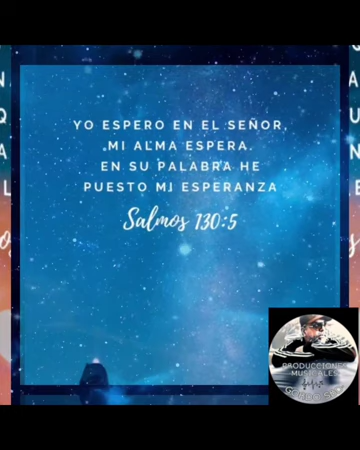 YO ESPERO EN EL SEÑOR,
MI ALMA ESPERA.
EN SU PALABRA HE
PUESTO MI ESPERANZA
Salmos 130:5
PRODUCCIONES
MUSICALES